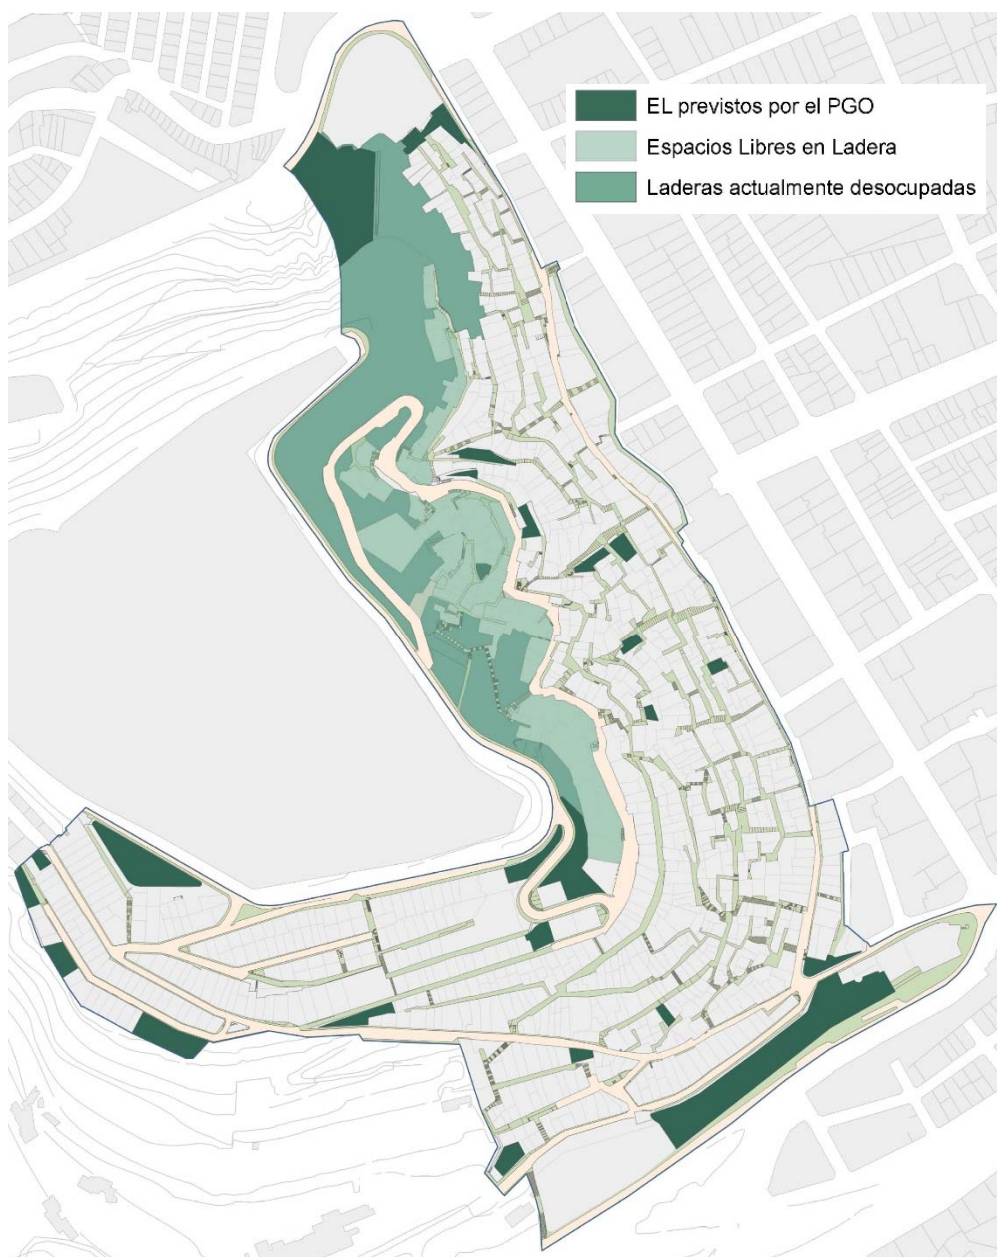 EL previstos por el PGO
Espacios Libres en Ladera
Laderas actualmente desocupadas